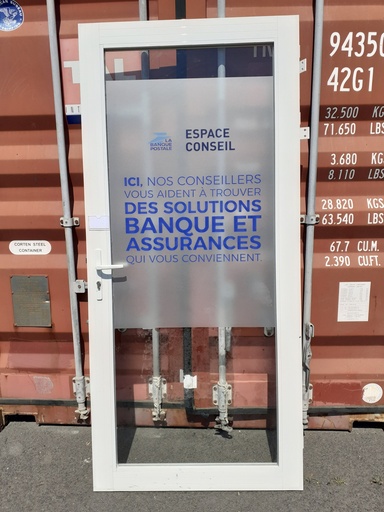 LA
BANQUE
POSTALE
ESPACE
CONSEIL
ICI, NOS CONSEILLERS
VOUS AIDENT À TROUVER
DES SOLUTIONS
BANQUE ET
ASSURANCES
QUI VOUS CONVIENNENT.
94350
42G1
32.500 KG
71.650 LBS
3.680 KG
8.110 LBS
28.820 KGS
63.540 LBS
67.7 CU.M.
2.390 CU.FT.
CORTEN STEEL
CONTAINER